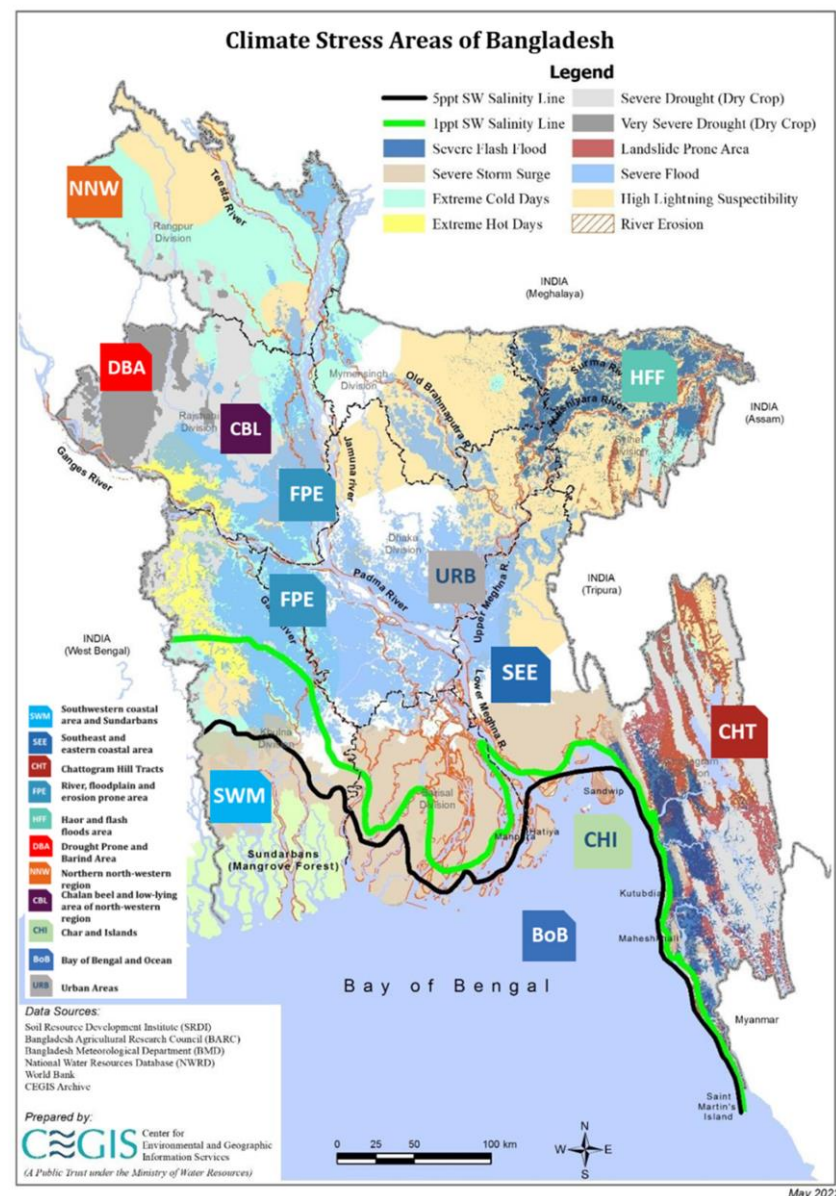 Climate Stress Areas of Bangladesh
Legend
5ppt SW Salinity Line
1ppt SW Salinity Line
Severe Flash Flood
Severe Storm Surge
Extreme Cold Days
Extreme Hot Days
Severe Drought (Dry Crop)
Very Severe Drought (Dry Crop)
Landslide Prone Area
Severe Flood
High Lightning Suspectibility
River Erosion
NNW
Teesta River
Rangpur
Division
INDIA
(Meghalaya)
DBA
Mymensingh
Division
Old Brahmaputra R.
Surma
HFF
Kushiyara River
INDIA
(Assam)
Rajshahi
Division
CBL
Jamuna river
Ganges River
FPE
Dhaka
Division
URB
Upper Meghna R.
FPE
Padma River
INDIA
(Tripura)
INDIA
(West Bengal)
SEE
Lower Meghna R.
Khulna
Division
CHT
SWM
Barisal
Division
Sandwip
Hatiya
Manpura
CHI
Sundarbans
(Mangrove Forest)
Kutubdia
BoB
Maheshkhali
Bay of Bengal
Myanmar
Saint
Martin's
Island
SWM Southwestern coastal
area and Sundarbans
SEE Southeast and
eastern coastal area
CHT Chattogram Hill Tracts
FPE River, floodplain and
erosion prone area
HFF Haor and flash
floods area
DBA Drought Prone and
Barind Area
NNW Northern north-western
region
CBL Chalan beel and low-lying
area of north-western
region
CHI Char and Islands
BoB Bay of Bengal and Ocean
URB Urban Areas
Data Sources:
Soil Resource Development Institute (SRDI)
Bangladesh Agricultural Research Council (BARC)
Bangladesh Meteorological Department (BMD)
National Water Resources Database (NWRD)
World Bank
CEGIS Archive
Prepared by:
CEGIS
Center for
Environmental and Geographic
Information Services
(A Public Trust under the Ministry of Water Resources)
0 25 50 100 km
N
W E
S